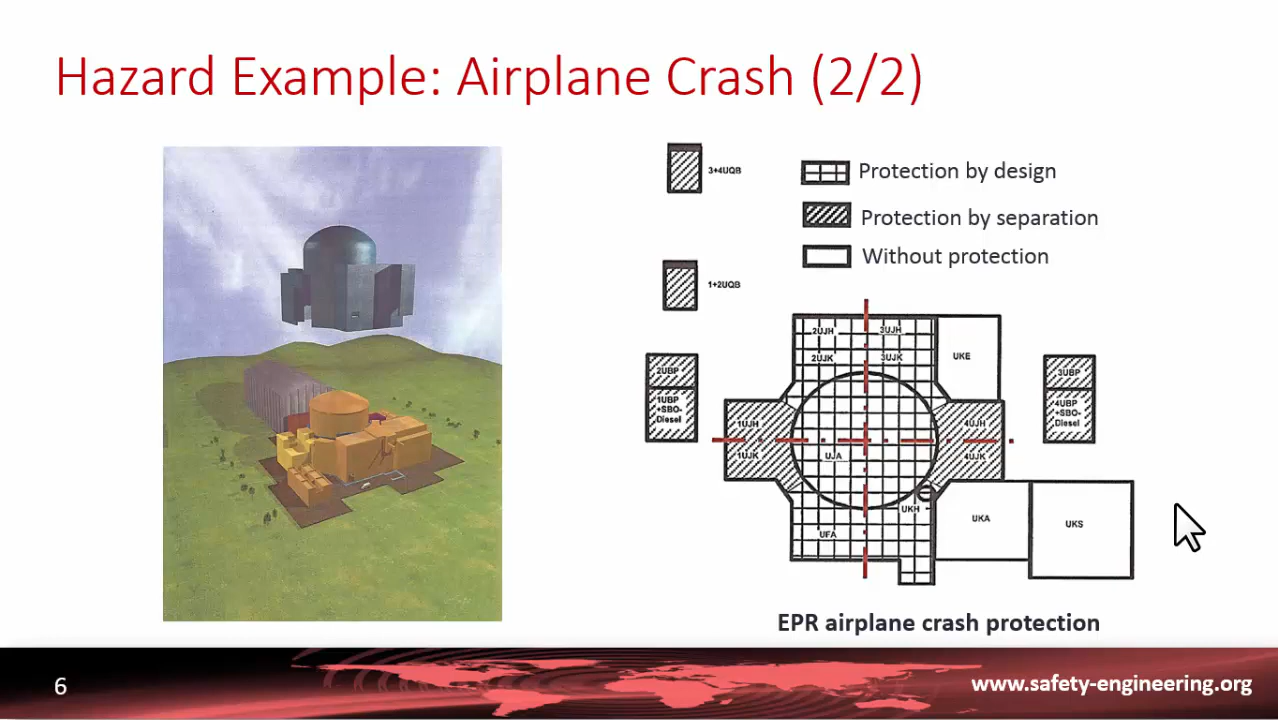 Hazard Example: Airplane Crash (2/2)
3+4UQB
Protection by design
Protection by separation
Without protection
1+2UQB
2UJH
3UJH
2UJK
3UJK
UKE
2UBP
1UBP
+SBO-
Diesel
3UBP
4UBP
+SBO-
Diesel
1UJH
4UJH
1UJK
UJA
4UJK
UKH
UFA
UKA
UKS
EPR airplane crash protection
6
www.safety-engineering.org